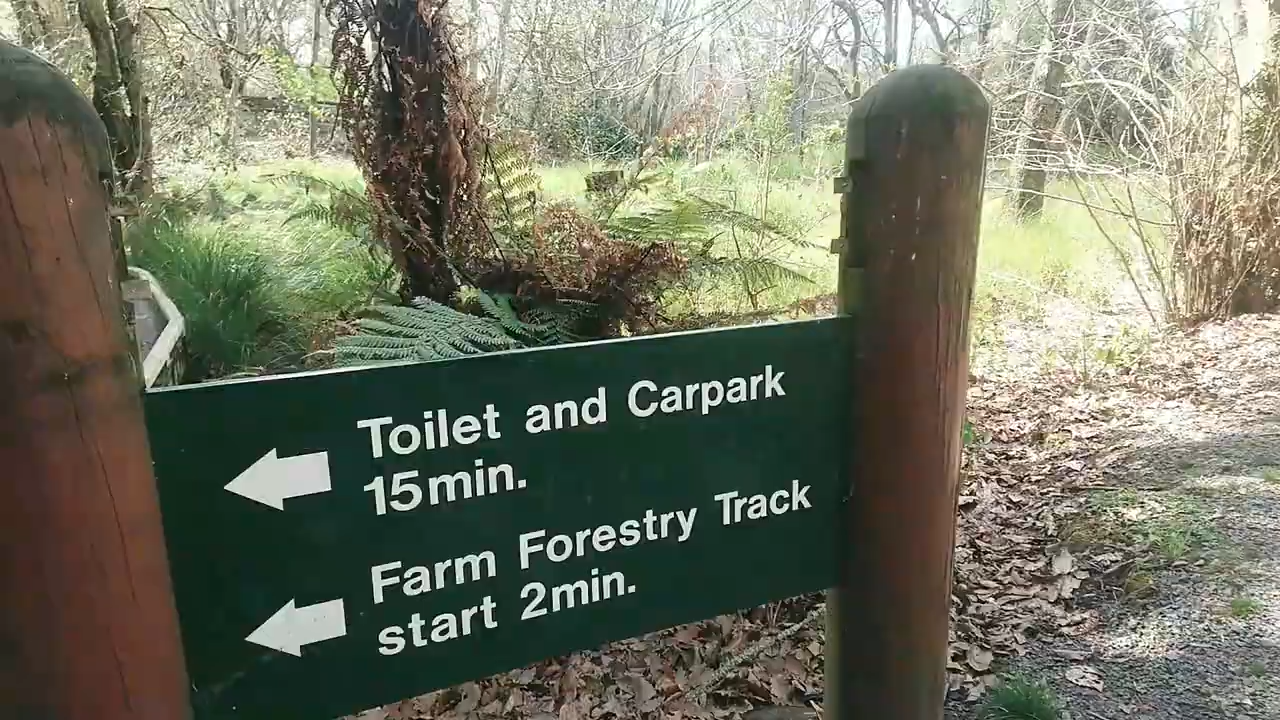 Toilet and Carpark
15min.
Farm Forestry Track
start 2min.